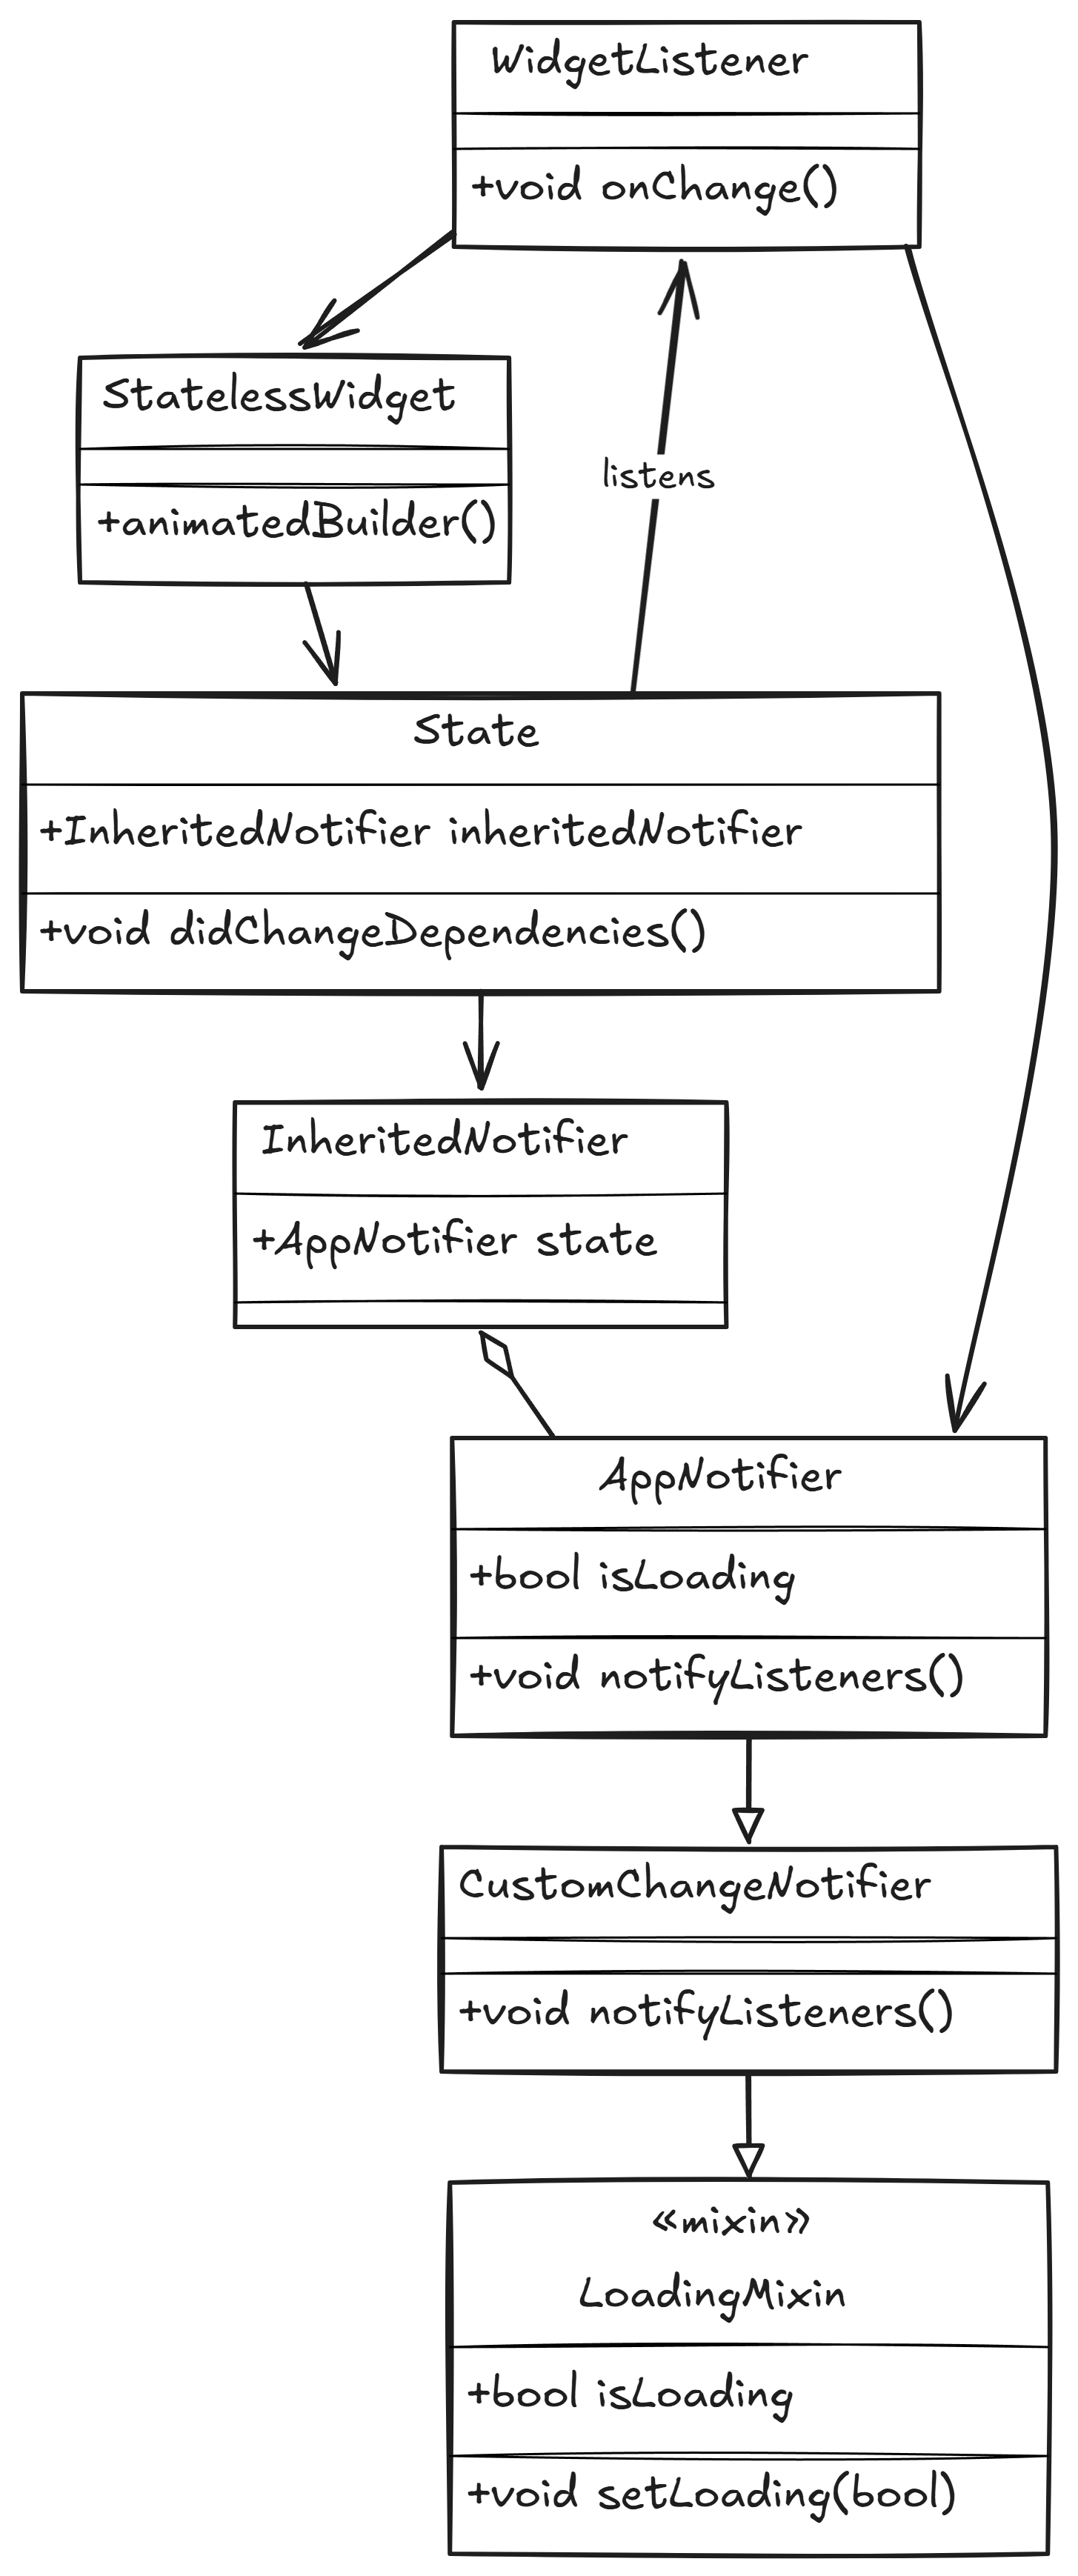 WidgetListener
+void onChange()
StatelessWidget
+animatedBuilder()
listens
State
+InheritedNotifier inheritedNotifier
+void didChangeDependencies()
InheritedNotifier
+AppNotifier state
AppNotifier
+bool isLoading
+void notifyListeners()
CustomChangeNotifier
+void notifyListeners()
«mixin»
LoadingMixin
+bool isLoading
+void setLoading(bool)